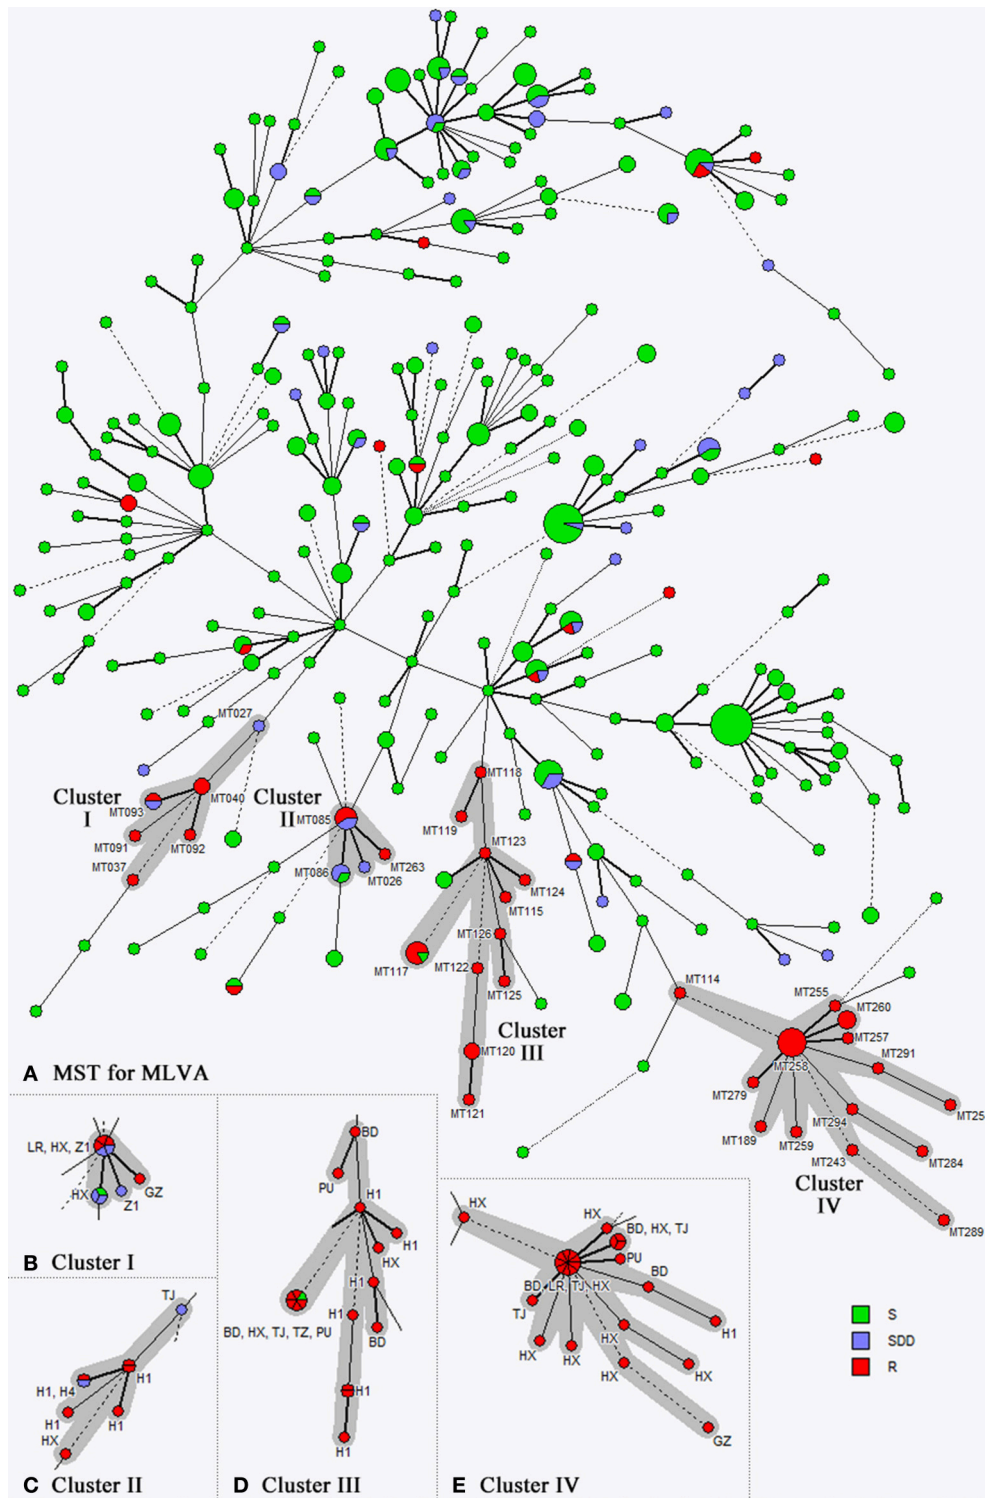 MT027
Cluster
I
MT093
MT040
MT091
MT092
MT037
Cluster
II
MT085
MT086
MT263
MT026
MT118
MT119
MT123
MT124
MT115
MT126
MT117
MT122
MT125
MT120
MT121
Cluster
III
MT114
MT255
MT260
MT257
MT258
MT291
MT279
MT25
MT294
MT189
MT259
MT243
MT284
MT289
Cluster
IV
A MST for MLVA
LR, HX, Z1
HX
Z1
GZ
B Cluster I
TJ
H1
H1, H4
H1
H1
HX
C Cluster II
BD
PU
H1
H1
HX
H1
H1
BD, HX, TJ, TZ, PU
BD
H1
H1
D Cluster III
HX
HX
BD, HX, TJ
PU
BD, LR, TJ, HX
BD
TJ
H1
HX
HX
HX
HX
HX
GZ
E Cluster IV
S
SDD
R